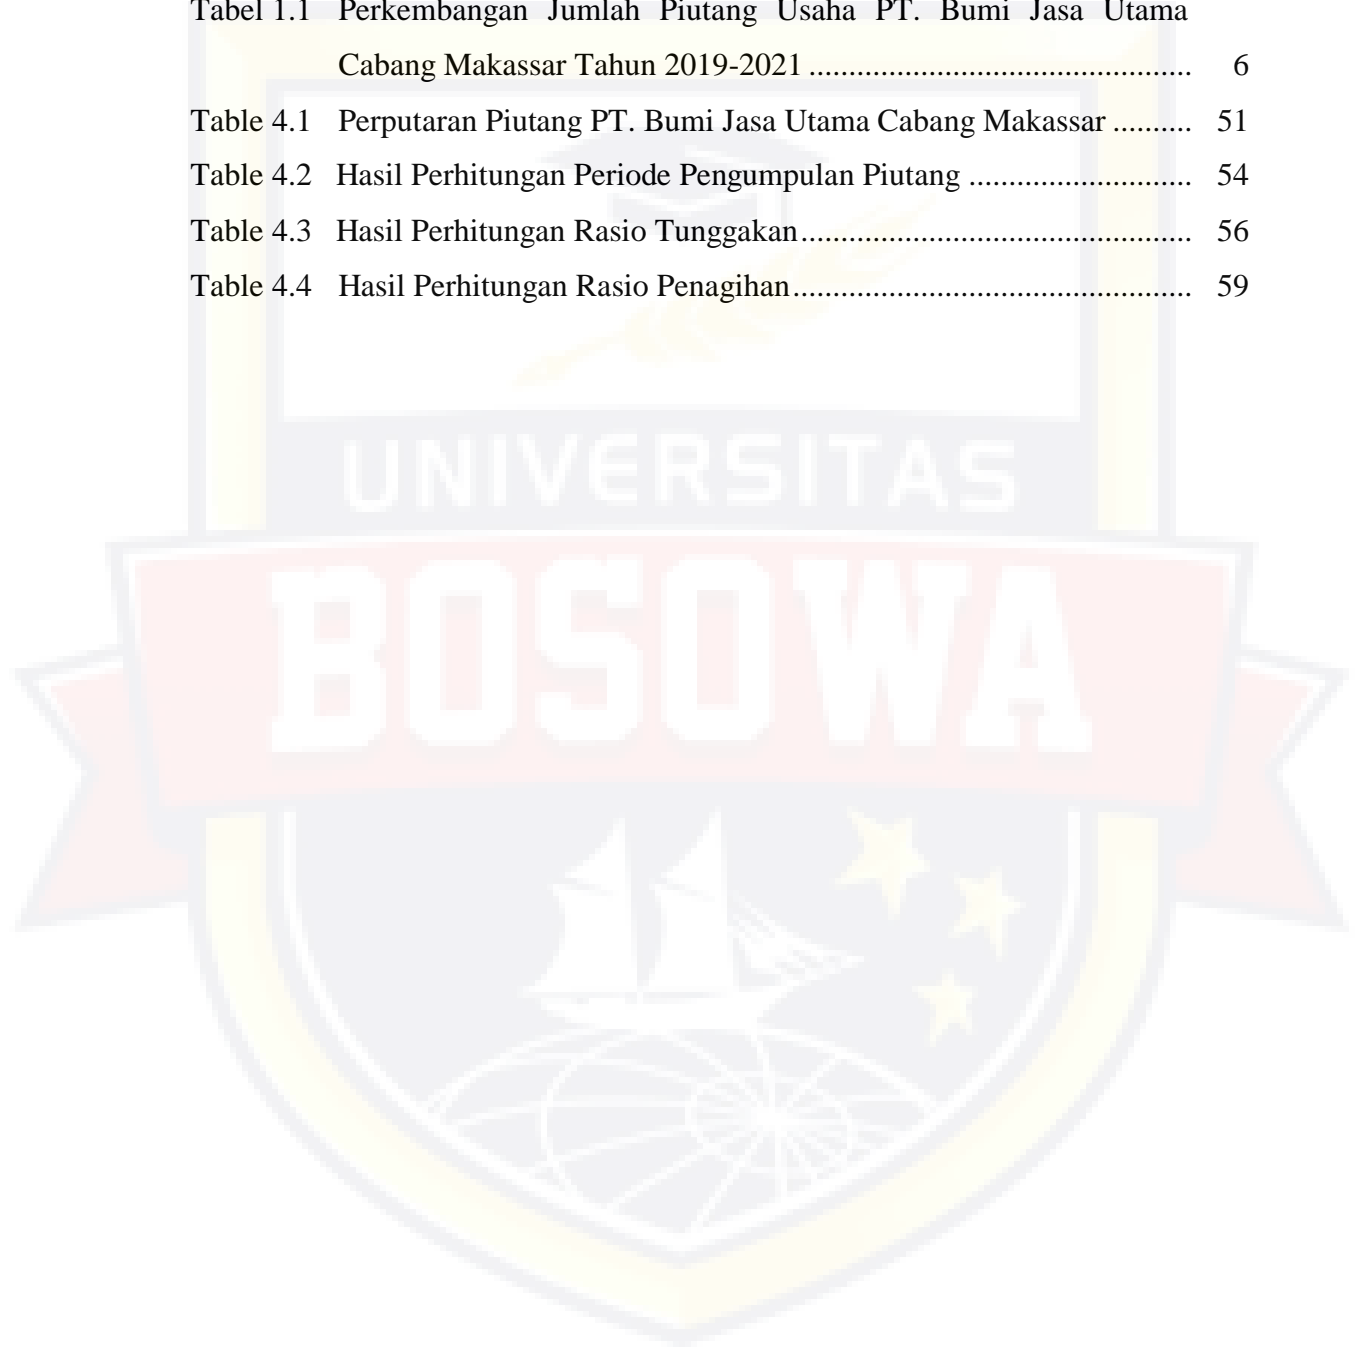 Tabel 1.1 Perkembangan Jumlah Piutang Usaha PT. Bumi Jasa Utama
Cabang Makassar Tahun 2019-2021 ............................................... 6
Table 4.1 Perputaran Piutang PT. Bumi Jasa Utama Cabang Makassar .......... 51
Table 4.2 Hasil Perhitungan Periode Pengumpulan Piutang ............................ 54
Table 4.3 Hasil Perhitungan Rasio Tunggakan................................................ 56
Table 4.4 Hasil Perhitungan Rasio Penagihan................................................. 59
UNIVERSITAS
BOSOWA